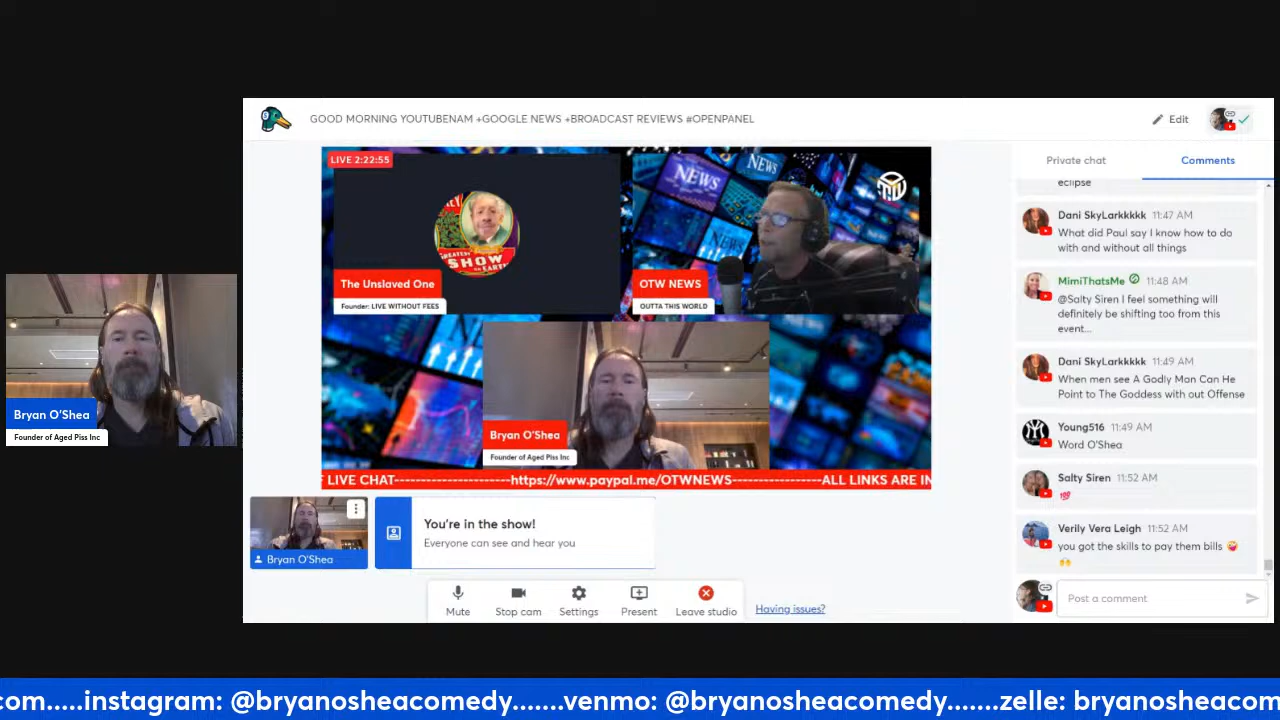 GOOD MORNING YOUTUBENAM +GOOGLE NEWS +BROADCAST REVIEWS #OPENPANEL
Edit
LIVE 2:22:55
SHOW
The Unslaved One
Founder: LIVE WITHOUT FEES
NEWS
NEWS
NEWS
OTW NEWS
OUTTA THIS WORLD
Bryan O'Shea
Founder of Aged Piss Inc
LIVE CHAT-----------------------https://www.paypal.me/OTWNEWS------------------ALL LINKS ARE IN
Bryan O'Shea
Founder of Aged Piss Inc
Bryan O'Shea
You're in the show!
Everyone can see and hear you
Mute
Stop cam
Settings
Present
Leave studio
Having issues?
Private chat
Comments
eclipse
Dani SkyLarkkkkk 11:47 AM
What did Paul say I know how to do
with and without all things
MimiThatsMe 11:48 AM
@Salty Siren I feel something will
definitely be shifting too from this
event...
Dani SkyLarkkkkk 11:49 AM
When men see A Godly Man Can He
Point to The Goddess with out Offense
Young516 11:49 AM
Word O'Shea
Salty Siren 11:52 AM
💯
Verily Vera Leigh 11:52 AM
you got the skills to pay them bills 😜
🙌
Post a comment
com.....instagram: @bryanosheacomedy.......venmo: @bryanosheacomedy.......zelle: bryanosheacom